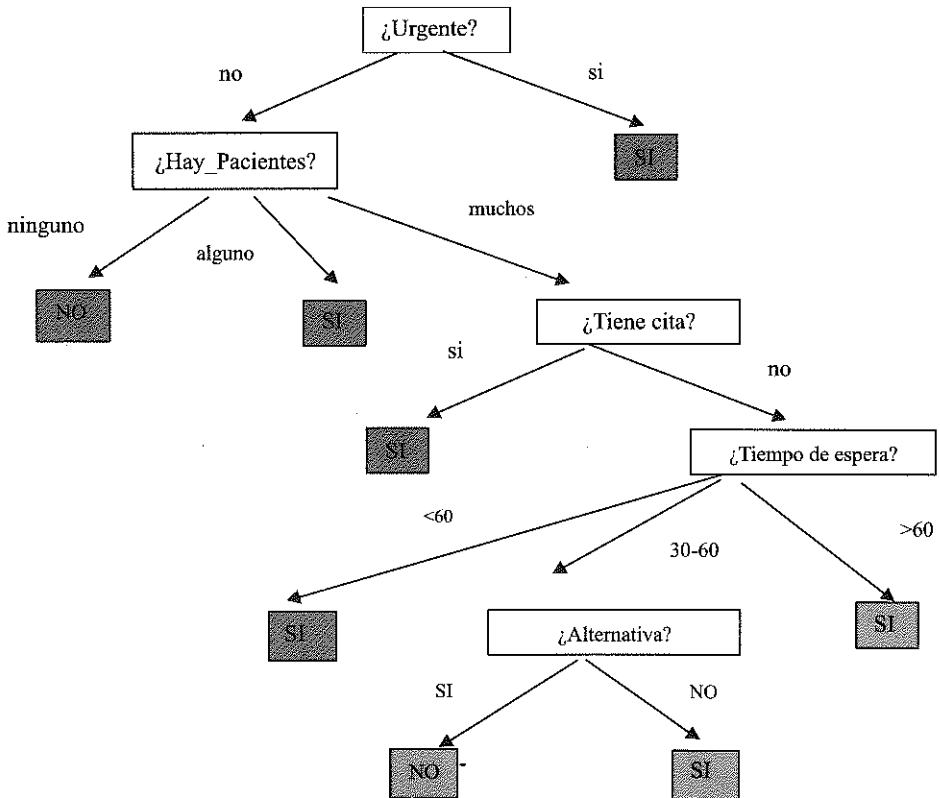 ¿Urgente?
no
si
¿Hay_Pacientes?
SI
ninguno
alguno
muchos
NO
SI
¿Tiene cita?
si
no
SI
¿Tiempo de espera?
<60
30-60
>60
SI
¿Alternativa?
SI
SI
NO
NO
SI